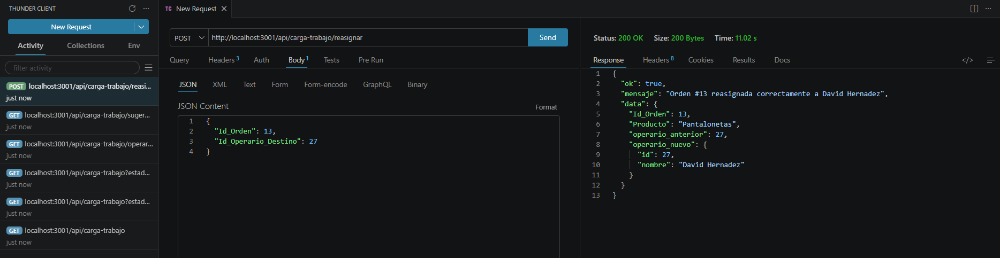 THUNDER CLIENT
New Request
Activity Collections Env
filter activity
POST localhost:3001/api/carga-trabajo/reasi...
just now
GET localhost:3001/api/carga-trabajo/suger...
just now
GET localhost:3001/api/carga-trabajo/operar...
just now
GET localhost:3001/api/carga-trabajo?estad...
just now
GET localhost:3001/api/carga-trabajo?estad...
just now
GET localhost:3001/api/carga-trabajo
just now
TC New Request
POST http://localhost:3001/api/carga-trabajo/reasignar Send
Query Headers 3 Auth Body 1 Tests Pre Run
JSON XML Text Form Form-encode GraphQL Binary
JSON Content Format
1 {
2 "Id_Orden": 13,
3 "Id_Operario_Destino": 27
4 }
Status: 200 OK Size: 200 Bytes Time: 11.02 s
Response Headers 8 Cookies Results Docs </>
1 {
2 "ok": true,
3 "mensaje": "Orden #13 reasignada correctamente a David Hernadez",
4 "data": {
5 "Id_Orden": 13,
6 "Producto": "Pantalonetas",
7 "operario_anterior": 27,
8 "operario_nuevo": {
9 "id": 27,
10 "nombre": "David Hernadez"
11 }
12 }
13 }